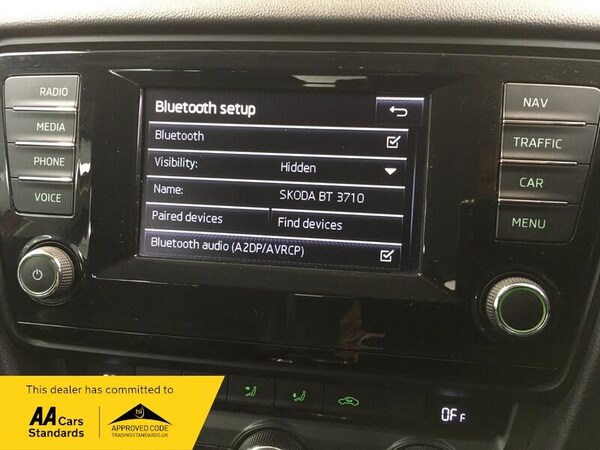 RADIO
MEDIA
PHONE
VOICE
Bluetooth setup
Bluetooth
Visibility: Hidden
Name: SKODA BT 3710
Paired devices Find devices
Bluetooth audio (A2DP/AVRCP)
NAV
TRAFFIC
CAR
MENU
OFF
This dealer has committed to
AA Cars
Standards
tsi
APPROVED CODE
TRADINGSTANDARDS.UK